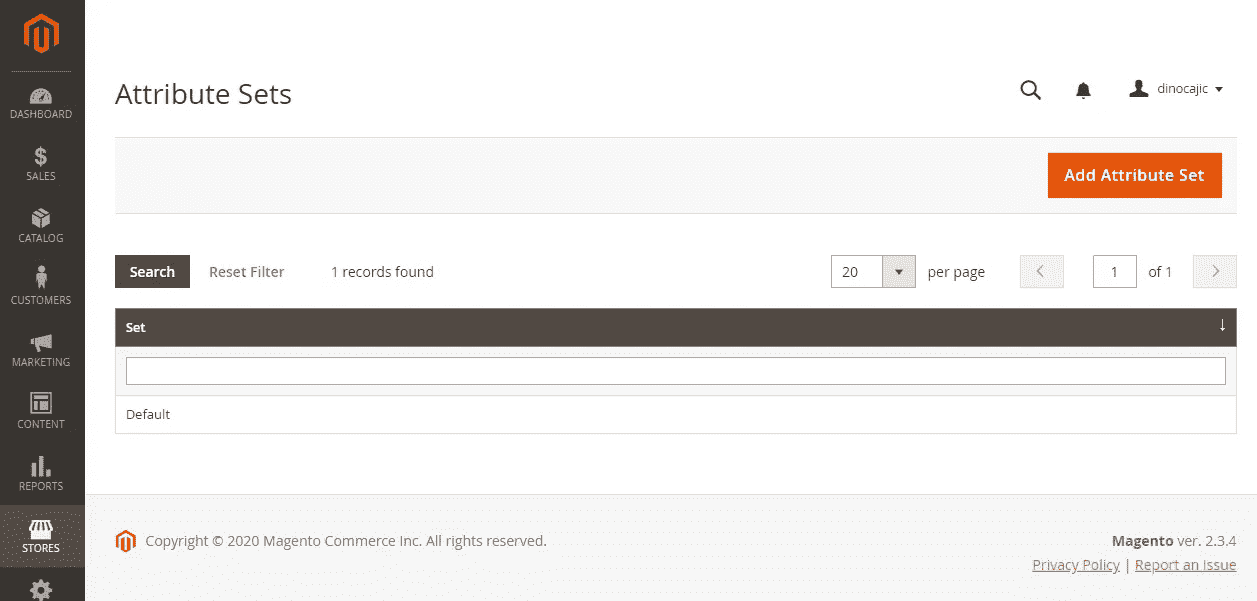 DASHBOARD
SALES
CATALOG
CUSTOMERS
MARKETING
CONTENT
REPORTS
STORES
Attribute Sets
dinocajic
Add Attribute Set
Search Reset Filter 1 records found 20 per page 1 of 1
Set
Default
Copyright © 2020 Magento Commerce Inc. All rights reserved.
Magento ver. 2.3.4
Privacy Policy | Report an Issue